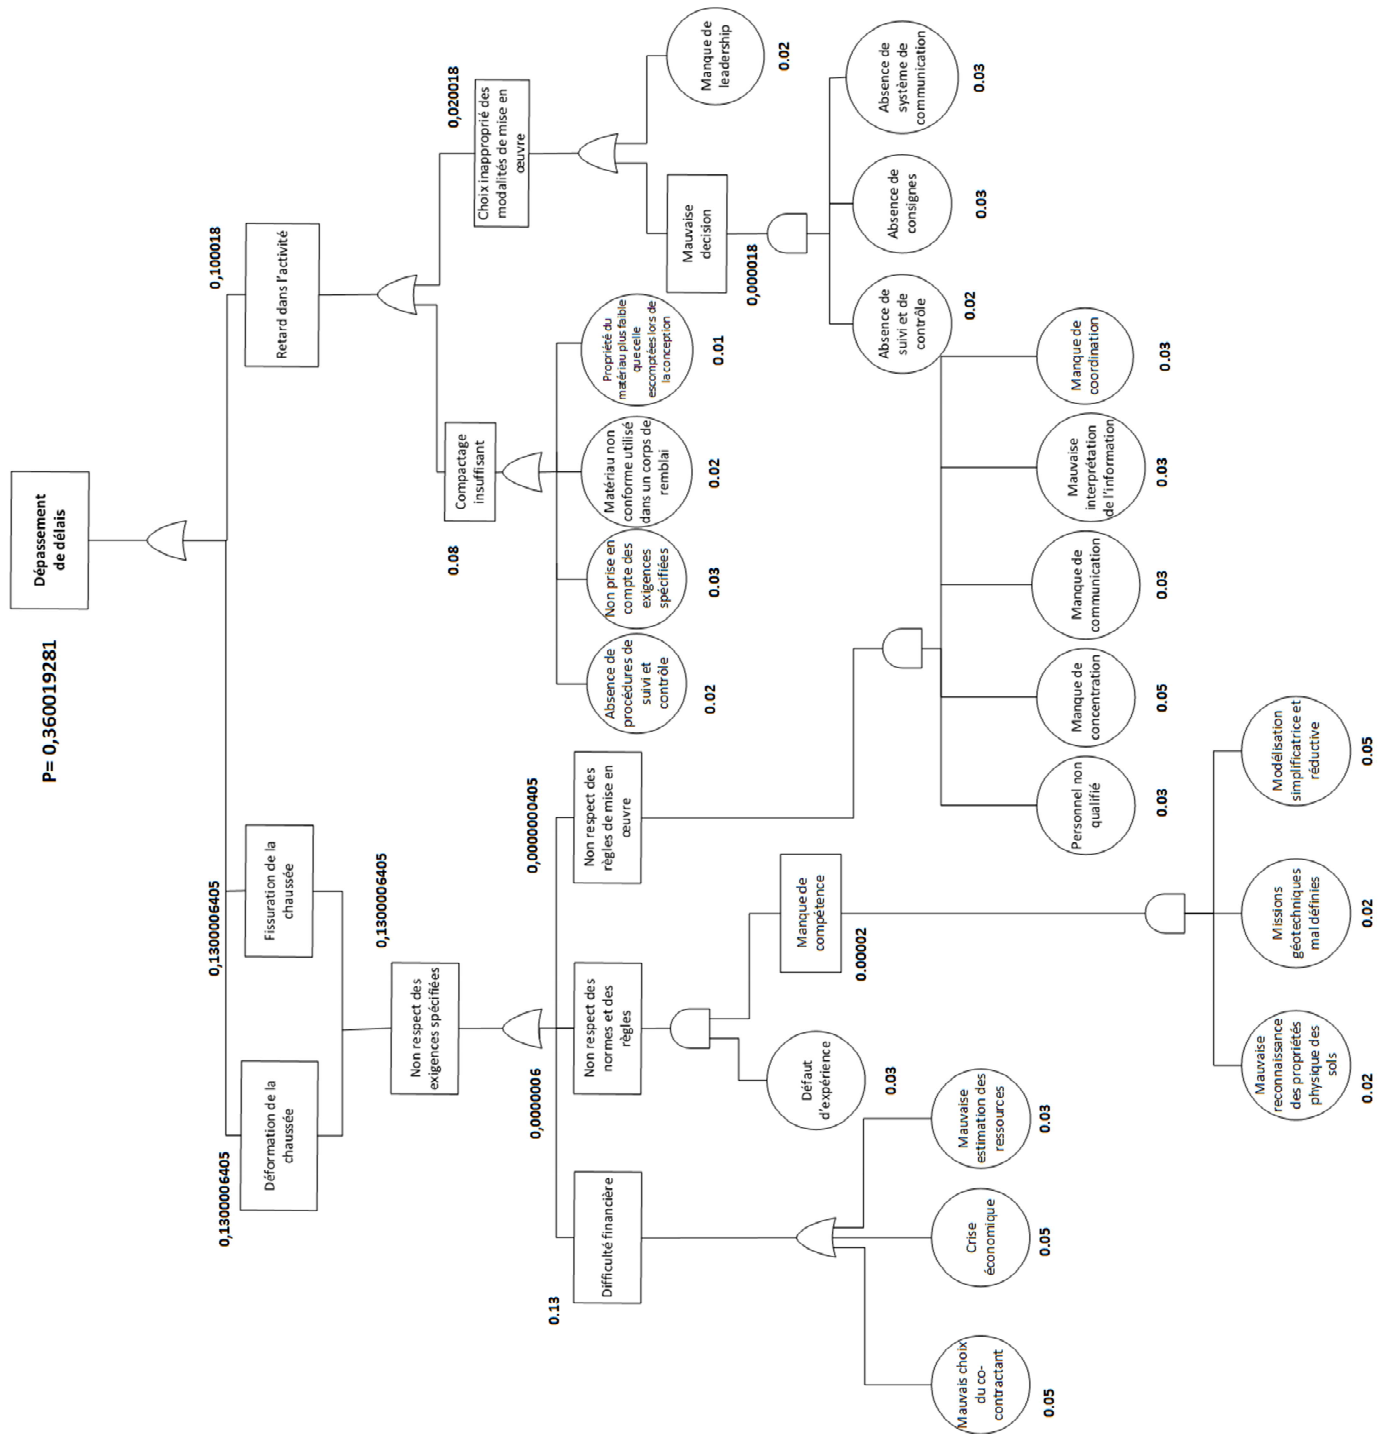 Dépassement
de délais
P= 0,360019281
0,1300006405
Déformation de la
chaussée
0,1300006405
Fissuration de la
chaussée
0,100018
Retard dans l'activité
0,1300006405
Non respect des
exigences spécifiées
0.08
Compactage
insuffisant
0,020018
Choix inapproprié des
modalités de mise en
œuvre
0.13
Difficulté financière
0,0000006
Non respect des
normes et des
règles
0,0000000405
Non respect des
règles de mise en
œuvre
Absence de
procédures de
suivi et
contrôle
0.02
Non prise en
compte des
exigences
spécifiées
0.03
Matériau non
conforme utilisé
dans un corps de
remblai
0.02
Propriété du
matériau plus faible
que celle
escomptées lors de
la conception
0.01
Mauvaise
decision
0,000018
Manque de
leadership
0.02
Défaut
d'expérience
0.03
Manque de
compétence
0.00002
Absence de
suivi et de
contrôle
0.02
Absence de
consignes
0.03
Absence de
système de
communication
0.03
Mauvais choix
du co-
contractant
0.05
Crise
économique
0.05
Mauvaise
estimation des
ressources
0.03
Personnel non
qualifié
0.03
Manque de
concentration
0.05
Manque de
communication
0.03
Mauvaise
interprétation
de l'information
0.03
Manque de
coordination
0.03
Mauvaise
reconnaissance
des propriétés
physique des
sols
0.02
Missions
géotechniques
mal définies
0.02
Modélisation
simplificatrice et
réductive
0.05